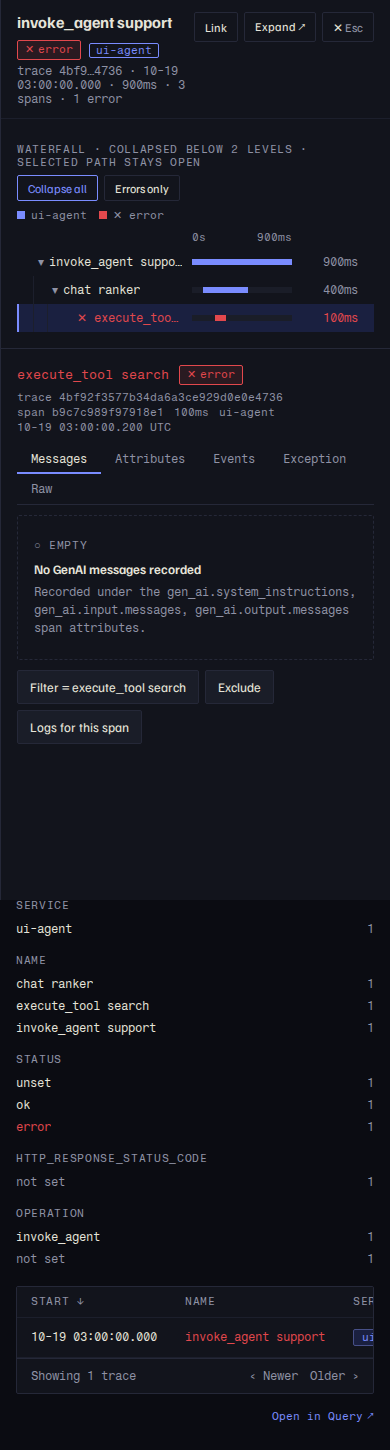 invoke_agent support
Link Expand ↗ ✕ Esc
✕ error ui-agent
trace 4bf9…4736 · 10-19
03:00:00.000 · 900ms · 3
spans · 1 error
WATERFALL · COLLAPSED BELOW 2 LEVELS ·
SELECTED PATH STAYS OPEN
Collapse all Errors only
ui-agent ✕ error
0s 900ms
▾ invoke_agent suppo… 900ms
▾ chat ranker 400ms
✕ execute_too… 100ms
execute_tool search ✕ error
trace 4bf92f3577b34da6a3ce929d0e0e4736
span b9c7c989f97918e1 100ms ui-agent
10-19 03:00:00.200 UTC
Messages Attributes Events Exception
Raw
○ EMPTY
No GenAI messages recorded
Recorded under the gen_ai.system_instructions,
gen_ai.input.messages, gen_ai.output.messages
span attributes.
Filter = execute_tool search Exclude
Logs for this span
SERVICE
ui-agent 1
NAME
chat ranker 1
execute_tool search 1
invoke_agent support 1
STATUS
unset 1
ok 1
error 1
HTTP_RESPONSE_STATUS_CODE
not set 1
OPERATION
invoke_agent 1
not set 1
START ↓ NAME SER
10-19 03:00:00.000 invoke_agent support ui
Showing 1 trace ‹ Newer Older ›
Open in Query ↗